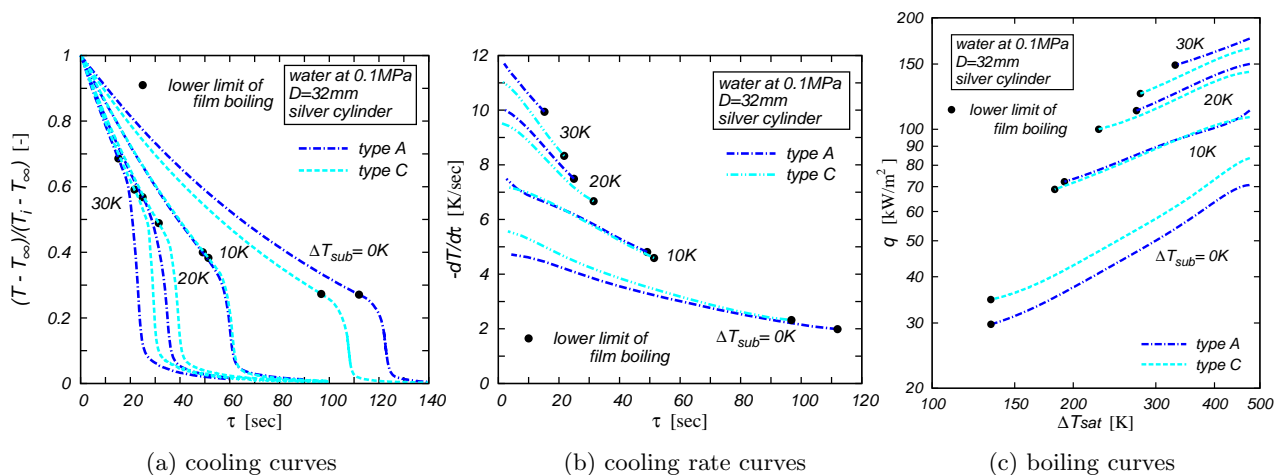 1
0.8
0.6
0.4
0.2
0
(T - T∞)/(Ti - T∞) [-]
lower limit of
film boiling
water at 0.1MPa
D=32mm
silver cylinder
type A
type C
30K
20K
10K
ΔTsub= 0K
0 20 40 60 80 100 120 140
τ [sec]
(a) cooling curves
12
10
8
6
4
2
0
-dT/dτ [K/sec]
water at 0.1MPa
D=32mm
silver cylinder
type A
type C
30K
20K
10K
ΔTsub= 0K
lower limit of
film boiling
0 20 40 60 80 100 120
τ [sec]
(b) cooling rate curves
200
150
100
90
80
70
60
50
40
30
20
q [kW/m²]
water at 0.1MPa
D=32mm
silver cylinder
lower limit of
film boiling
30K
20K
10K
ΔTsub= 0K
type A
type C
100 150 200 300 400 500
ΔTsat [K]
(c) boiling curves